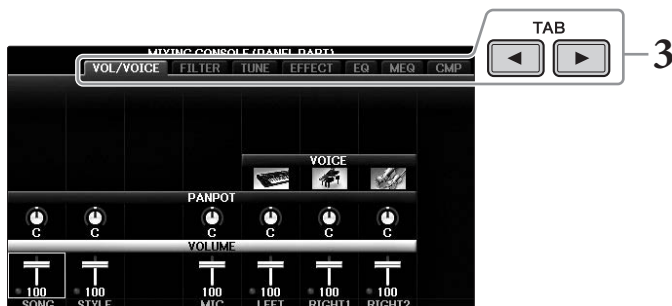 TAB
3
MIXING CONSOLE (PANEL PART)
VOL/VOICE FILTER TUNE EFFECT EQ MEQ CMP
VOICE
PANPOT
C C C C C C
VOLUME
100 100 100 100 100 100
SONG STYLE MIC LEFT RIGHT1 RIGHT2